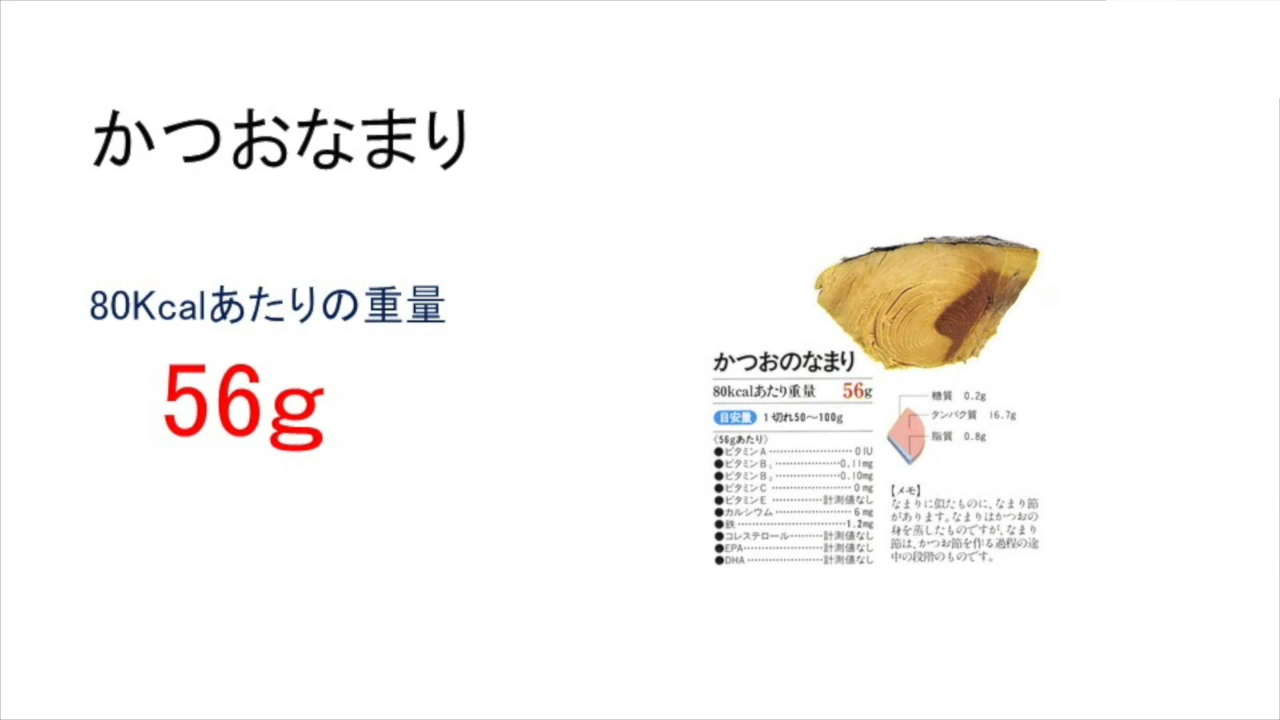 かつおなまり
80Kcalあたりの重量
56g
かつおのなまり
80kcalあたり重量 56g
目安量 1切れ50～100g
〈56gあたり〉
●ビタミンA 0IU
●ビタミンB₁ 0.11mg
●ビタミンB₂ 0.10mg
●ビタミンC 0mg
●ビタミンE 計測値なし
●カルシウム 6mg
●鉄 1.2mg
●コレステロール 計測値なし
●EPA 計測値なし
●DHA 計測値なし
糖質 0.2g
タンパク質 16.7g
脂質 0.8g
【メモ】
なまりに似たものに、なまり節
があります。なまりはかつおの
身を蒸したものですが、なまり
節は、かつお節を作る過程の途
中の段階のものです。